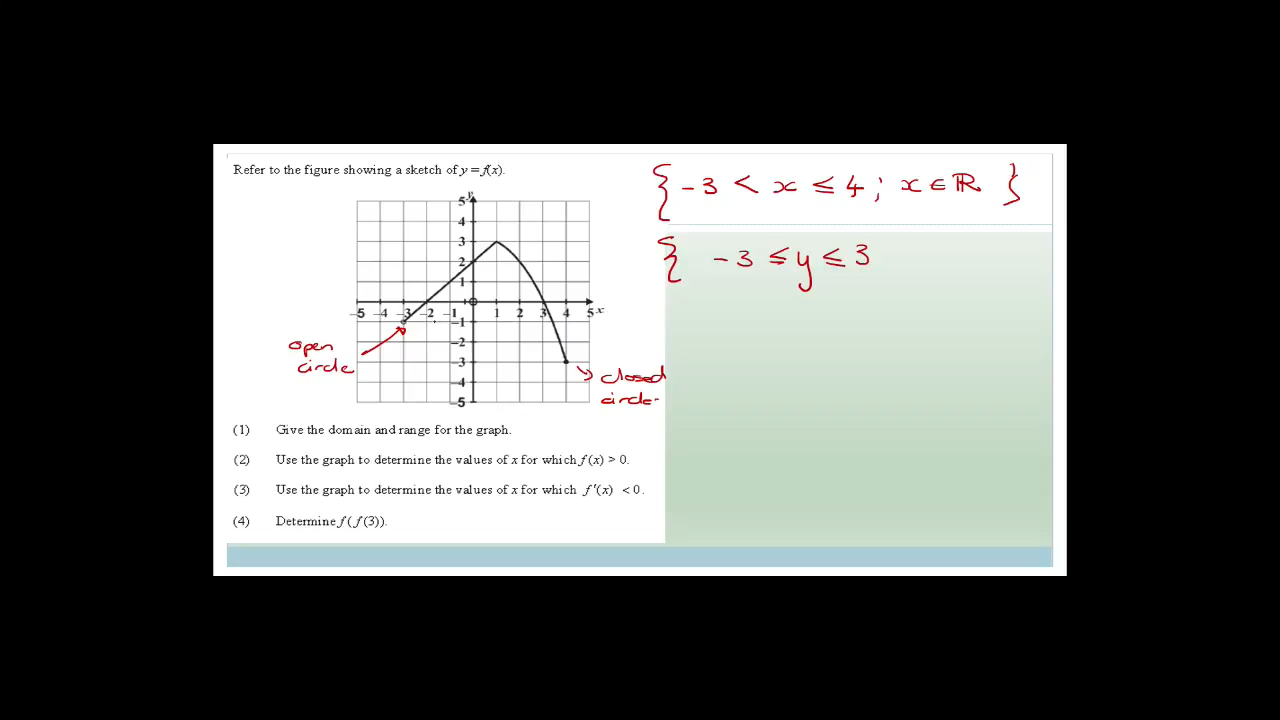 Refer to the figure showing a sketch of y = f(x).
{ -3 < x ≤ 4 ; x ∈ ℝ }
{ -3 ≤ y ≤ 3
y
5
4
3
2
1
-5 -4 -3 -2 -1 1 2 3 4 5 x
-1
-2
-3
-4
-5
open
circle
closed
circle
(1) Give the domain and range for the graph.
(2) Use the graph to determine the values of x for which f(x) > 0.
(3) Use the graph to determine the values of x for which f′(x) < 0.
(4) Determine f( f(3)).